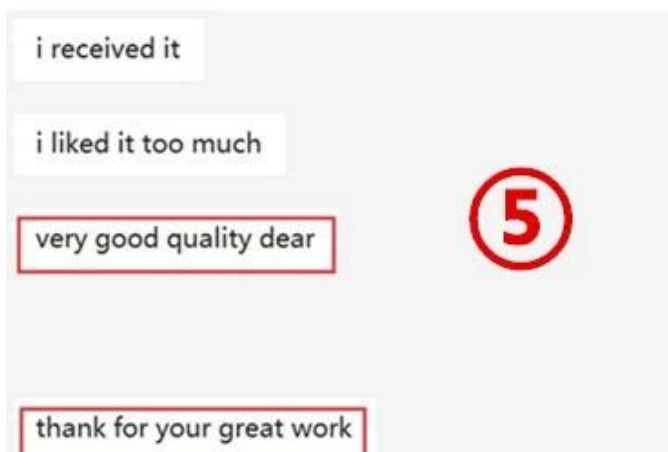 i received it
i liked it too much
very good quality dear
⑤
thank for your great work